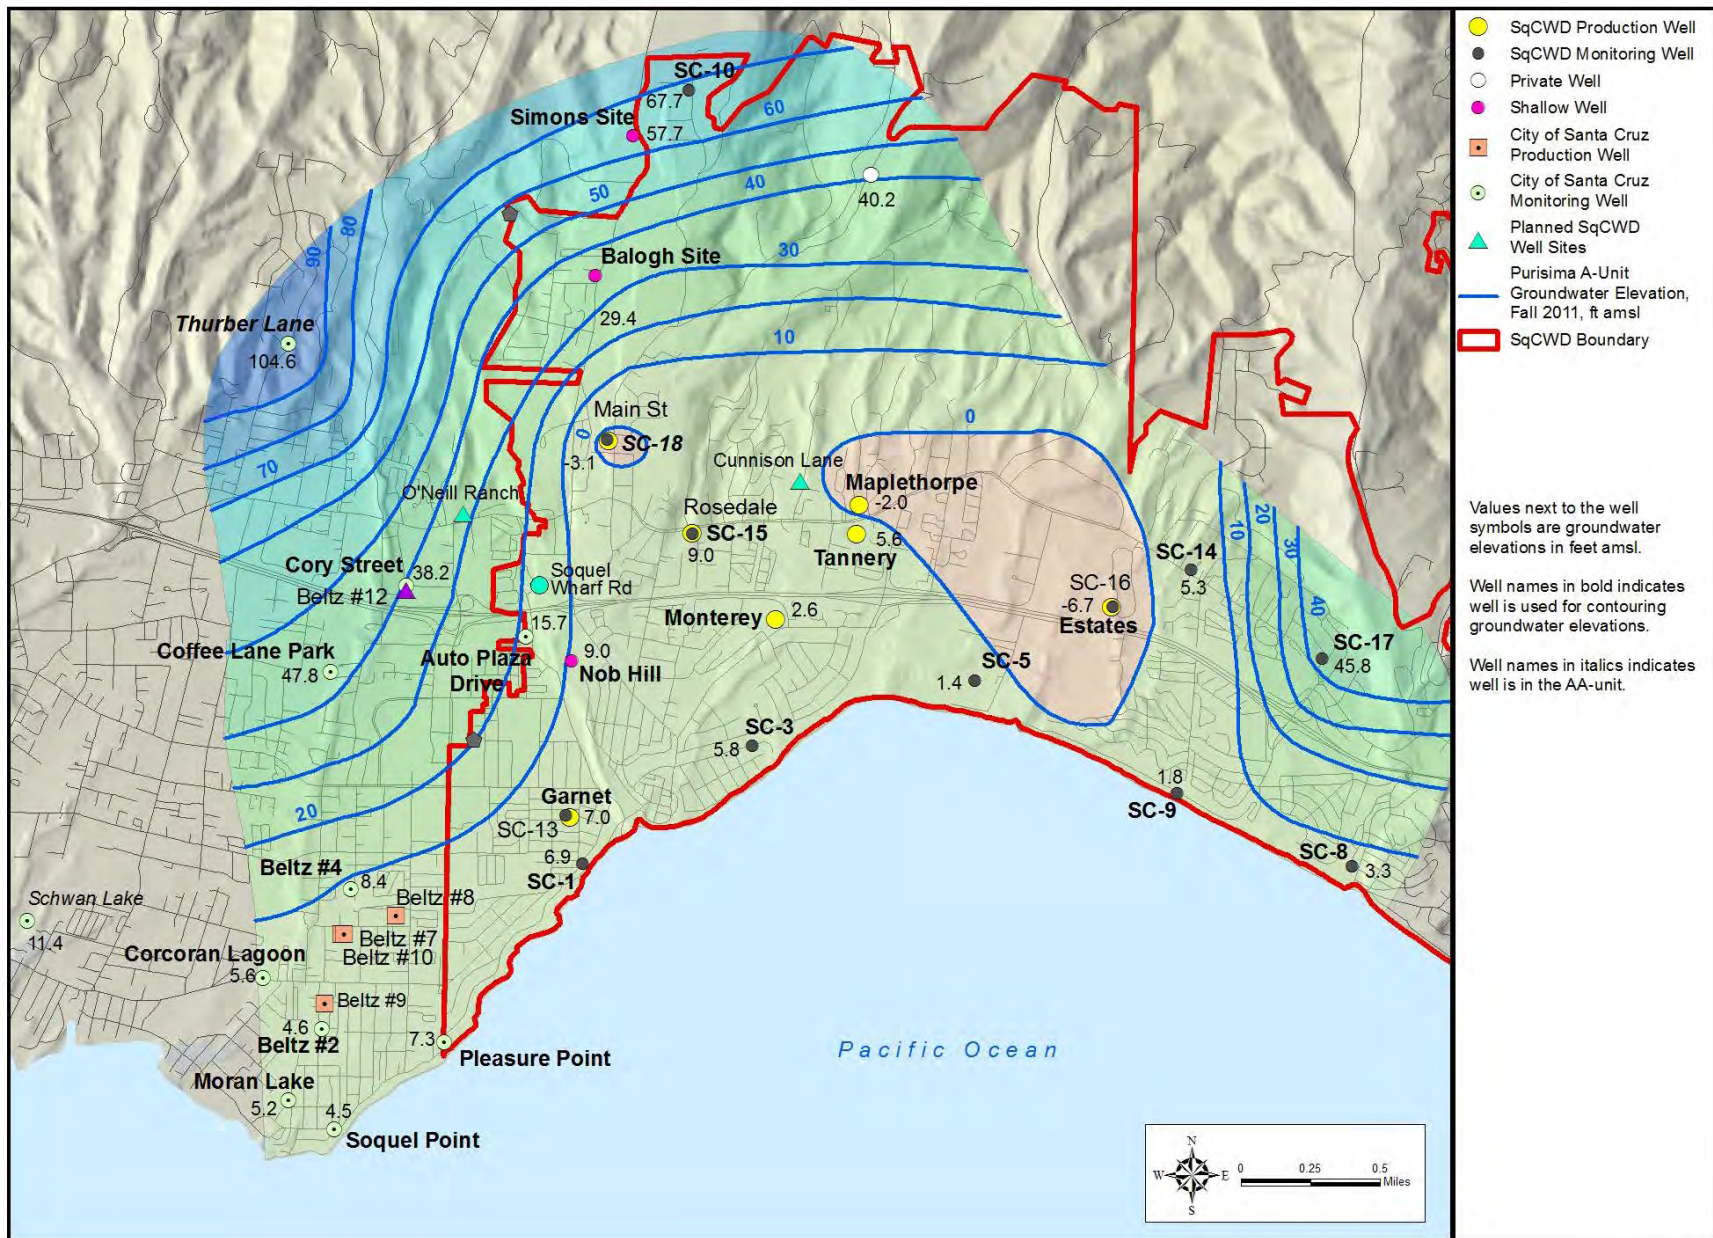 SC-10
67.7
60
Simons Site
57.7
50
40
40.2
80
90
Balogh Site
30
29.4
Thurber Lane
104.6
10
Main St
0
SC-18
-3.1
0
70
Cunnison Lane
O'Neill Ranch
Maplethorpe
-2.0
Rosedale
SC-15
9.0
5.6
Tannery
10
20
30
40
SC-14
5.3
Cory Street
38.2
Beltz #12
Soquel
Wharf Rd
SC-16
-6.7
Estates
Monterey
2.6
15.7
Coffee Lane Park
47.8
Auto Plaza
Drive
9.0
Nob Hill
SC-5
1.4
SC-17
45.8
SC-3
5.8
1.8
SC-9
20
Garnet
7.0
SC-13
6.9
SC-1
Beltz #4
8.4
SC-8
3.3
Beltz #8
Schwan Lake
11.4
Beltz #7
Beltz #10
Corcoran Lagoon
5.6
Beltz #9
4.6
Beltz #2
7.3
Pleasure Point
Moran Lake
5.2
4.5
Soquel Point
Pacific Ocean
N
W
E
S
0
0.25
0.5
Miles
SqCWD Production Well
SqCWD Monitoring Well
Private Well
Shallow Well
City of Santa Cruz
Production Well
City of Santa Cruz
Monitoring Well
Planned SqCWD
Well Sites
Purisima A-Unit
Groundwater Elevation,
Fall 2011, ft amsl
SqCWD Boundary
Values next to the well
symbols are groundwater
elevations in feet amsl.
Well names in bold indicates
well is used for contouring
groundwater elevations.
Well names in italics indicates
well is in the AA-unit.